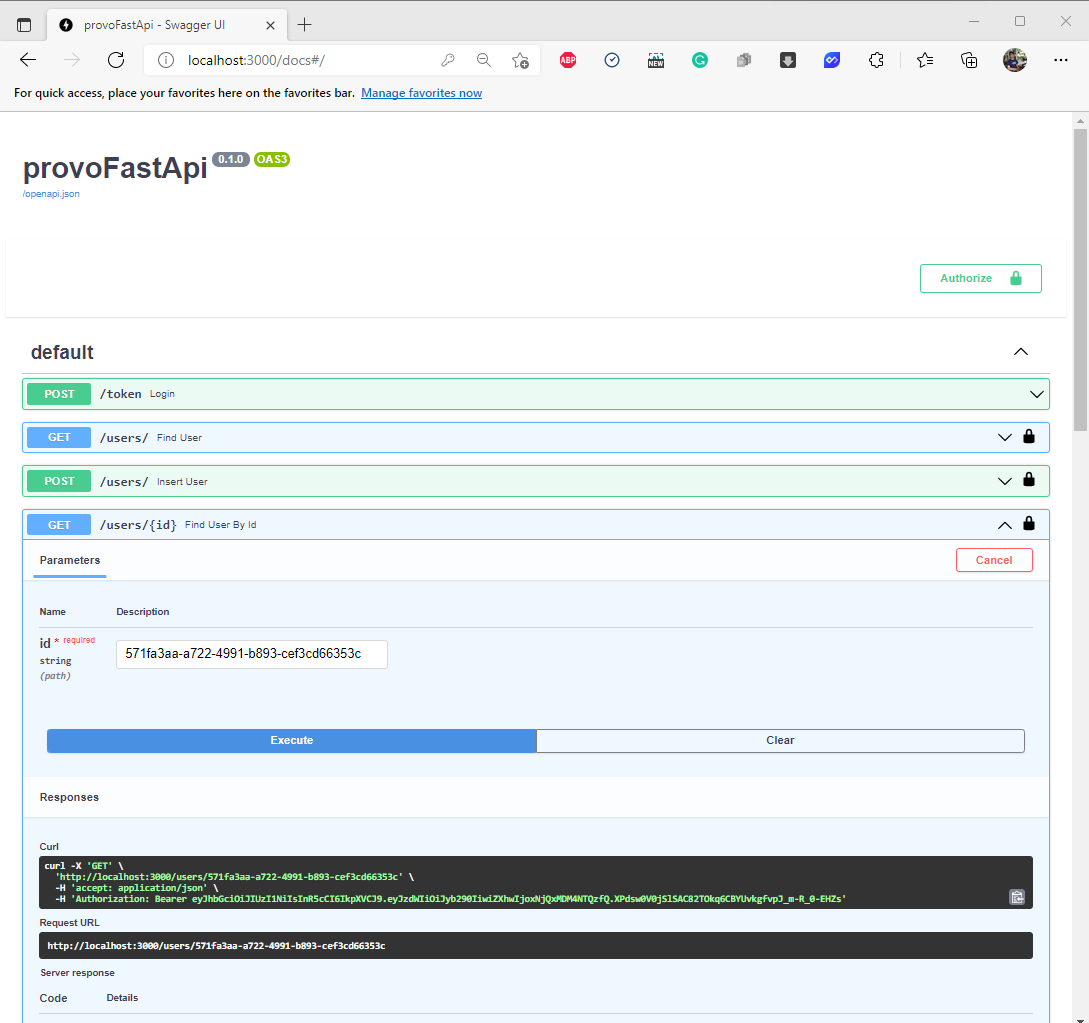 provoFastApi - Swagger UI
localhost:3000/docs#/
ABP
NEW
For quick access, place your favorites here on the favorites bar. Manage favorites now
provoFastApi 0.1.0 OAS3
/openapi.json
Authorize
default
POST /token Login
GET /users/ Find User
POST /users/ Insert User
GET /users/{id} Find User By Id
Parameters
Cancel
Name Description
id * required
string
(path)
571fa3aa-a722-4991-b893-cef3cd66353c
Execute Clear
Responses
Curl
curl -X 'GET' \
'http://localhost:3000/users/571fa3aa-a722-4991-b893-cef3cd66353c' \
-H 'accept: application/json' \
-H 'Authorization: Bearer
Request URL
http://localhost:3000/users/571fa3aa-a722-4991-b893-cef3cd66353c
Server response
Code Details